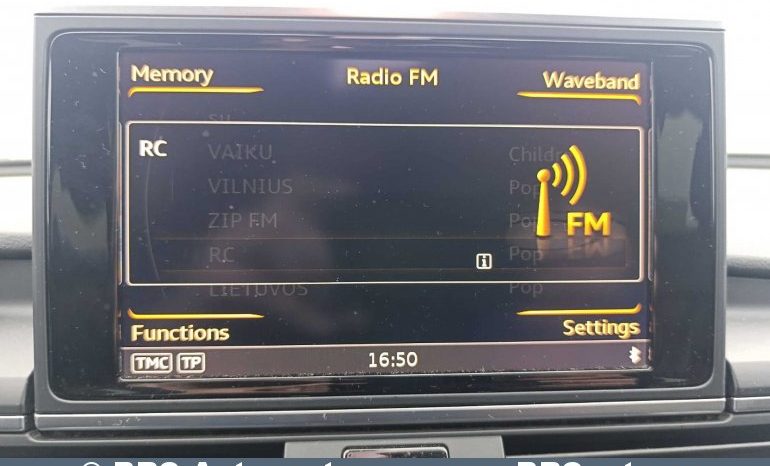 Memory Radio FM Waveband
RC
VAIKU Childr
VILNIUS Pop
ZIP FM Pop
RC i Pop
LIETUVOS Pop
FM
Functions Settings
TMC TP 16:50